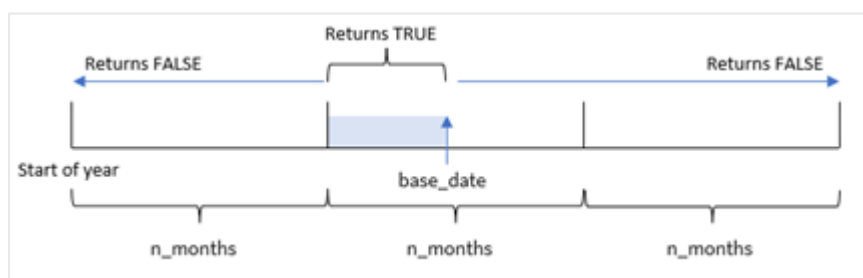 Returns TRUE
Returns FALSE
Returns FALSE
Start of year
base_date
n_months
n_months
n_months